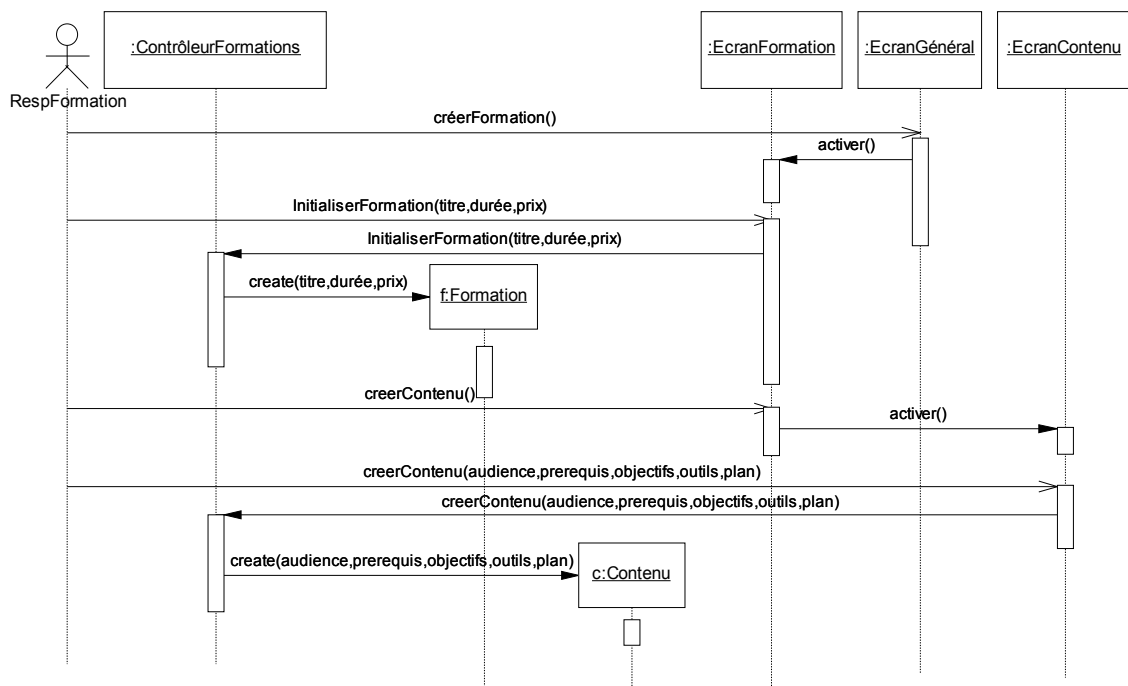 :ContrôleurFormations
:EcranFormation
:EcranGénéral
:EcranContenu
RespFormation
créerFormation()
activer()
InitialiserFormation(titre,durée,prix)
InitialiserFormation(titre,durée,prix)
create(titre,durée,prix)
f:Formation
creerContenu()
activer()
creerContenu(audience,prerequis,objectifs,outils,plan)
creerContenu(audience,prerequis,objectifs,outils,plan)
create(audience,prerequis,objectifs,outils,plan)
c:Contenu